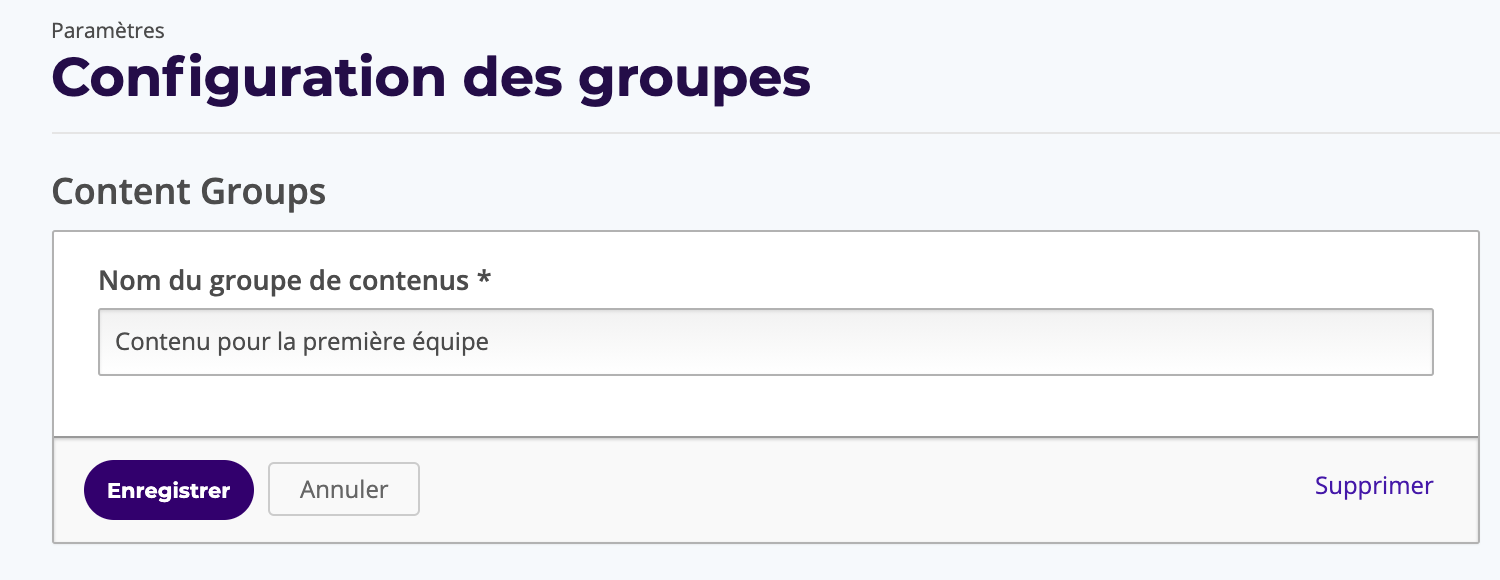 Paramètres
Configuration des groupes
Content Groups
Nom du groupe de contenus *
Contenu pour la première équipe
Enregistrer
Annuler
Supprimer